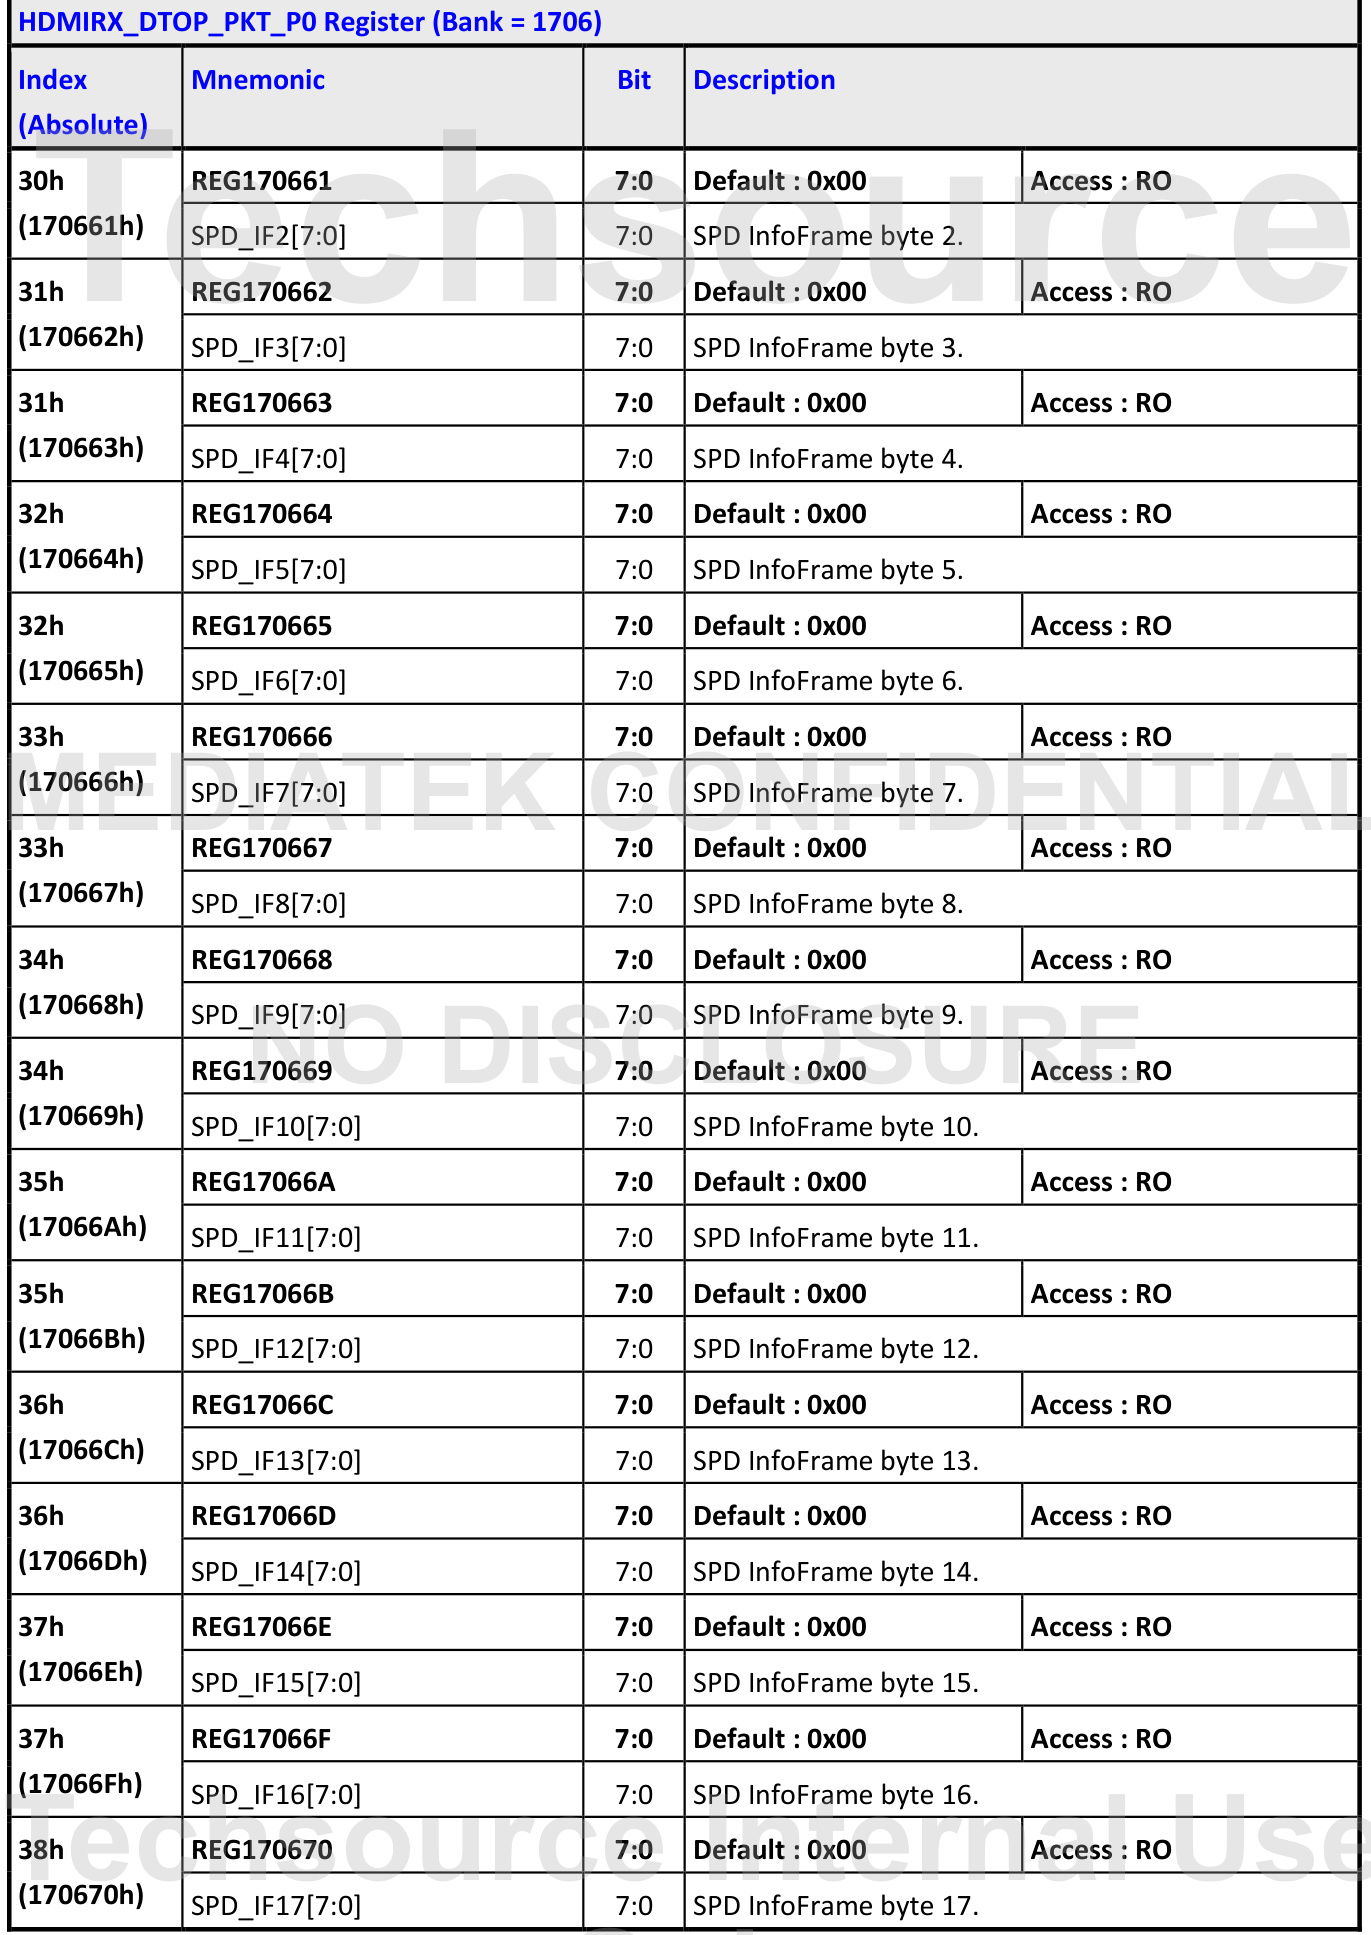 HDMIRX_DTOP_PKT_P0 Register (Bank = 1706)
Index (Absolute) Mnemonic Bit Description
30h (170661h) REG170661 7:0 Default : 0x00 Access : RO
SPD_IF2[7:0] 7:0 SPD InfoFrame byte 2.
31h (170662h) REG170662 7:0 Default : 0x00 Access : RO
SPD_IF3[7:0] 7:0 SPD InfoFrame byte 3.
31h (170663h) REG170663 7:0 Default : 0x00 Access : RO
SPD_IF4[7:0] 7:0 SPD InfoFrame byte 4.
32h (170664h) REG170664 7:0 Default : 0x00 Access : RO
SPD_IF5[7:0] 7:0 SPD InfoFrame byte 5.
32h (170665h) REG170665 7:0 Default : 0x00 Access : RO
SPD_IF6[7:0] 7:0 SPD InfoFrame byte 6.
33h (170666h) REG170666 7:0 Default : 0x00 Access : RO
SPD_IF7[7:0] 7:0 SPD InfoFrame byte 7.
33h (170667h) REG170667 7:0 Default : 0x00 Access : RO
SPD_IF8[7:0] 7:0 SPD InfoFrame byte 8.
34h (170668h) REG170668 7:0 Default : 0x00 Access : RO
SPD_IF9[7:0] 7:0 SPD InfoFrame byte 9.
34h (170669h) REG170669 7:0 Default : 0x00 Access : RO
SPD_IF10[7:0] 7:0 SPD InfoFrame byte 10.
35h (17066Ah) REG17066A 7:0 Default : 0x00 Access : RO
SPD_IF11[7:0] 7:0 SPD InfoFrame byte 11.
35h (17066Bh) REG17066B 7:0 Default : 0x00 Access : RO
SPD_IF12[7:0] 7:0 SPD InfoFrame byte 12.
36h (17066Ch) REG17066C 7:0 Default : 0x00 Access : RO
SPD_IF13[7:0] 7:0 SPD InfoFrame byte 13.
36h (17066Dh) REG17066D 7:0 Default : 0x00 Access : RO
SPD_IF14[7:0] 7:0 SPD InfoFrame byte 14.
37h (17066Eh) REG17066E 7:0 Default : 0x00 Access : RO
SPD_IF15[7:0] 7:0 SPD InfoFrame byte 15.
37h (17066Fh) REG17066F 7:0 Default : 0x00 Access : RO
SPD_IF16[7:0] 7:0 SPD InfoFrame byte 16.
38h (170670h) REG170670 7:0 Default : 0x00 Access : RO
SPD_IF17[7:0] 7:0 SPD InfoFrame byte 17.
Techsource
MEDIATEK CONFIDENTIAL
NO DISCLOSURE
Techsource Internal Use